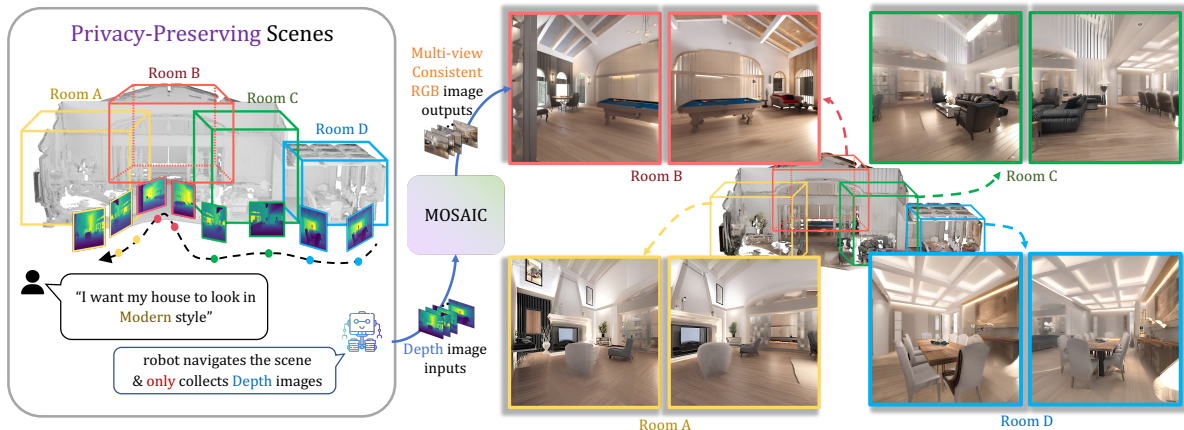 Privacy-Preserving Scenes
Room B
Room A
Room C
Room D
"I want my house to look in
Modern style"
robot navigates the scene
& only collects Depth images
Multi-view
Consistent
RGB image
outputs
MOSAIC
Depth image
inputs
Room B
Room C
Room A
Room D